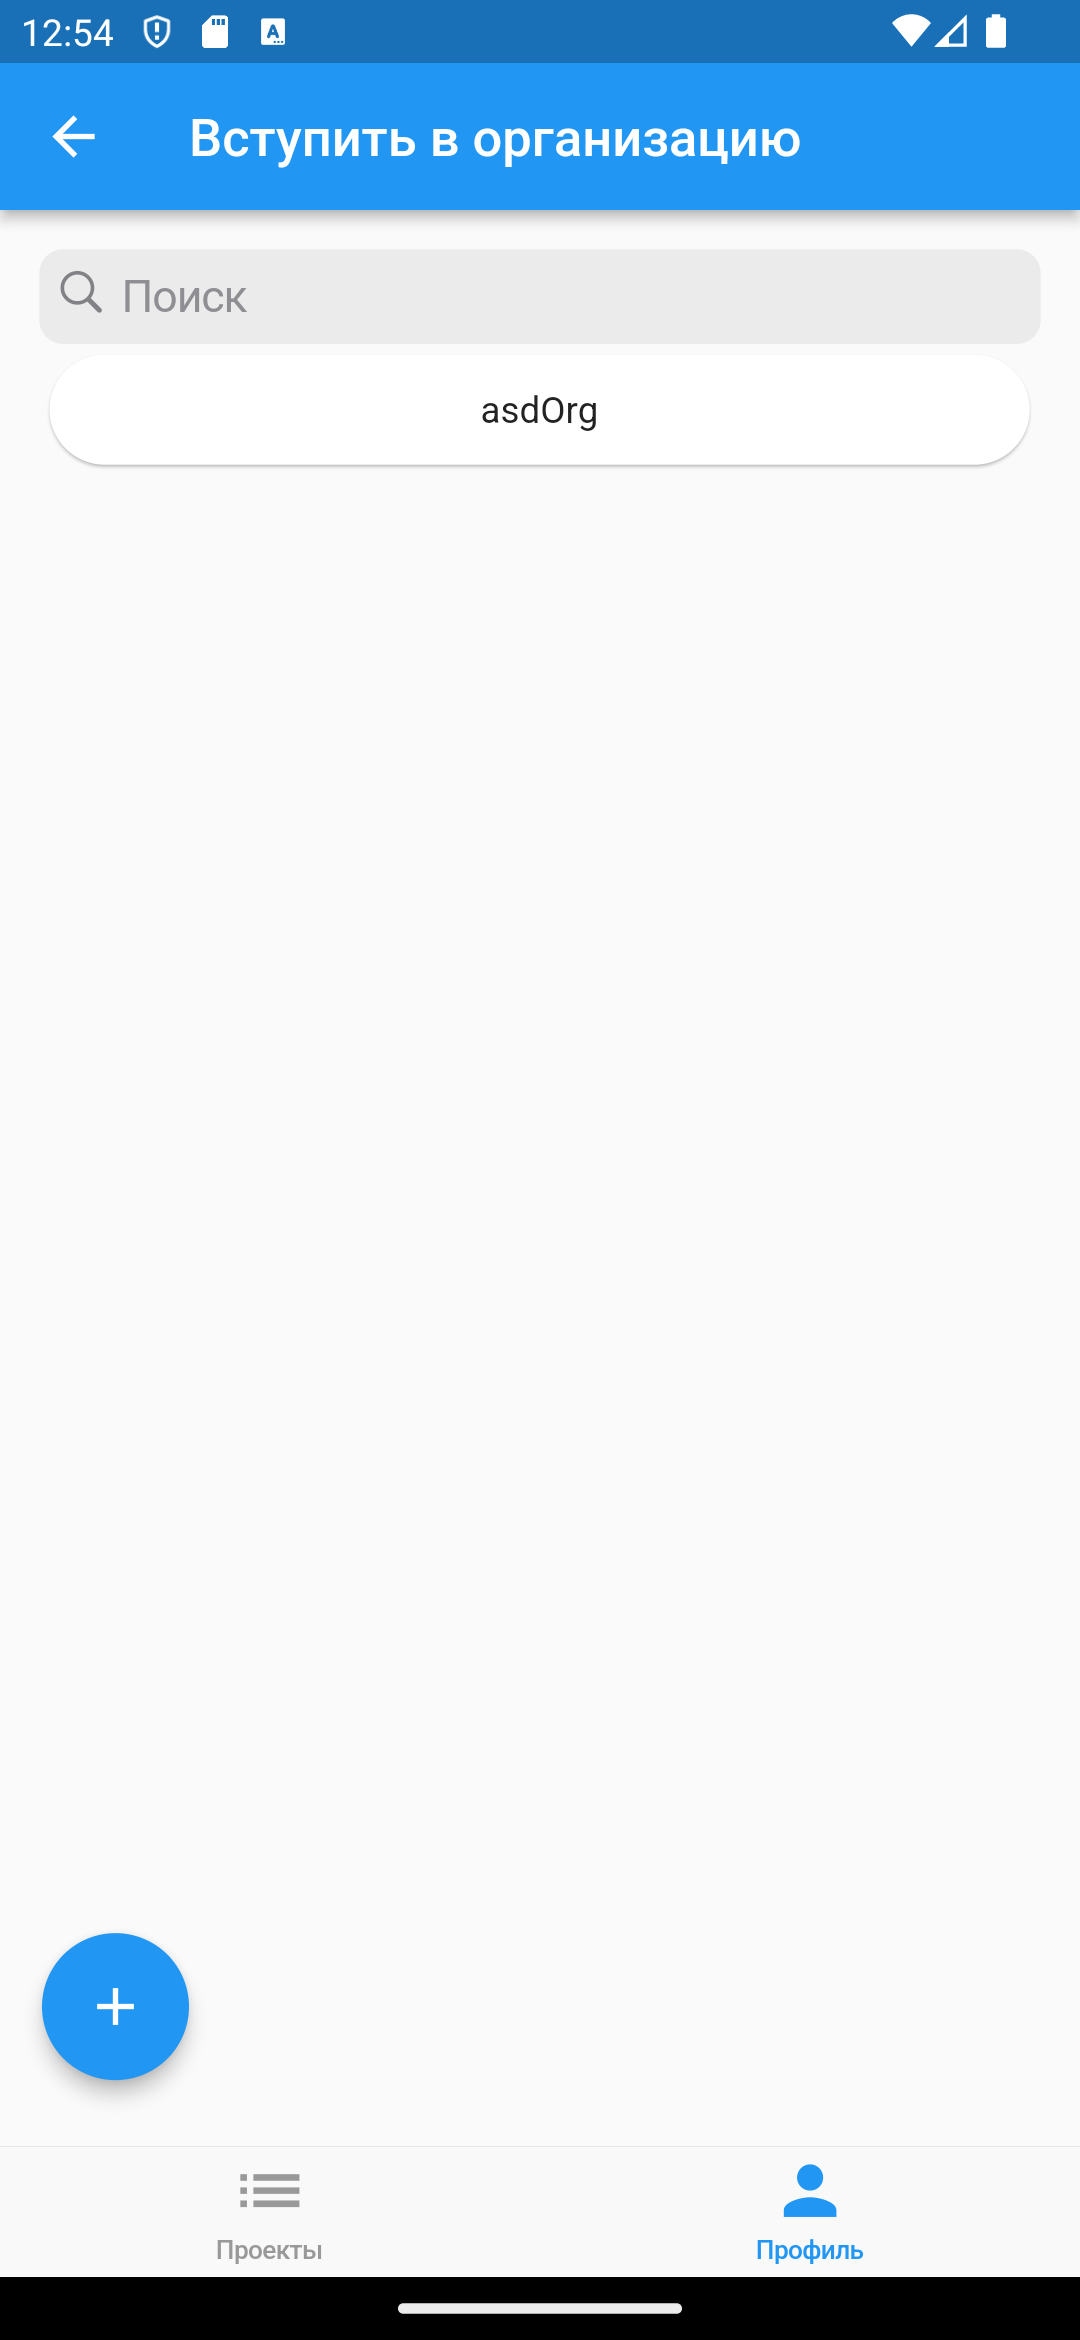 12:54
Вступить в организацию
Поиск
asdOrg
Проекты
Профиль